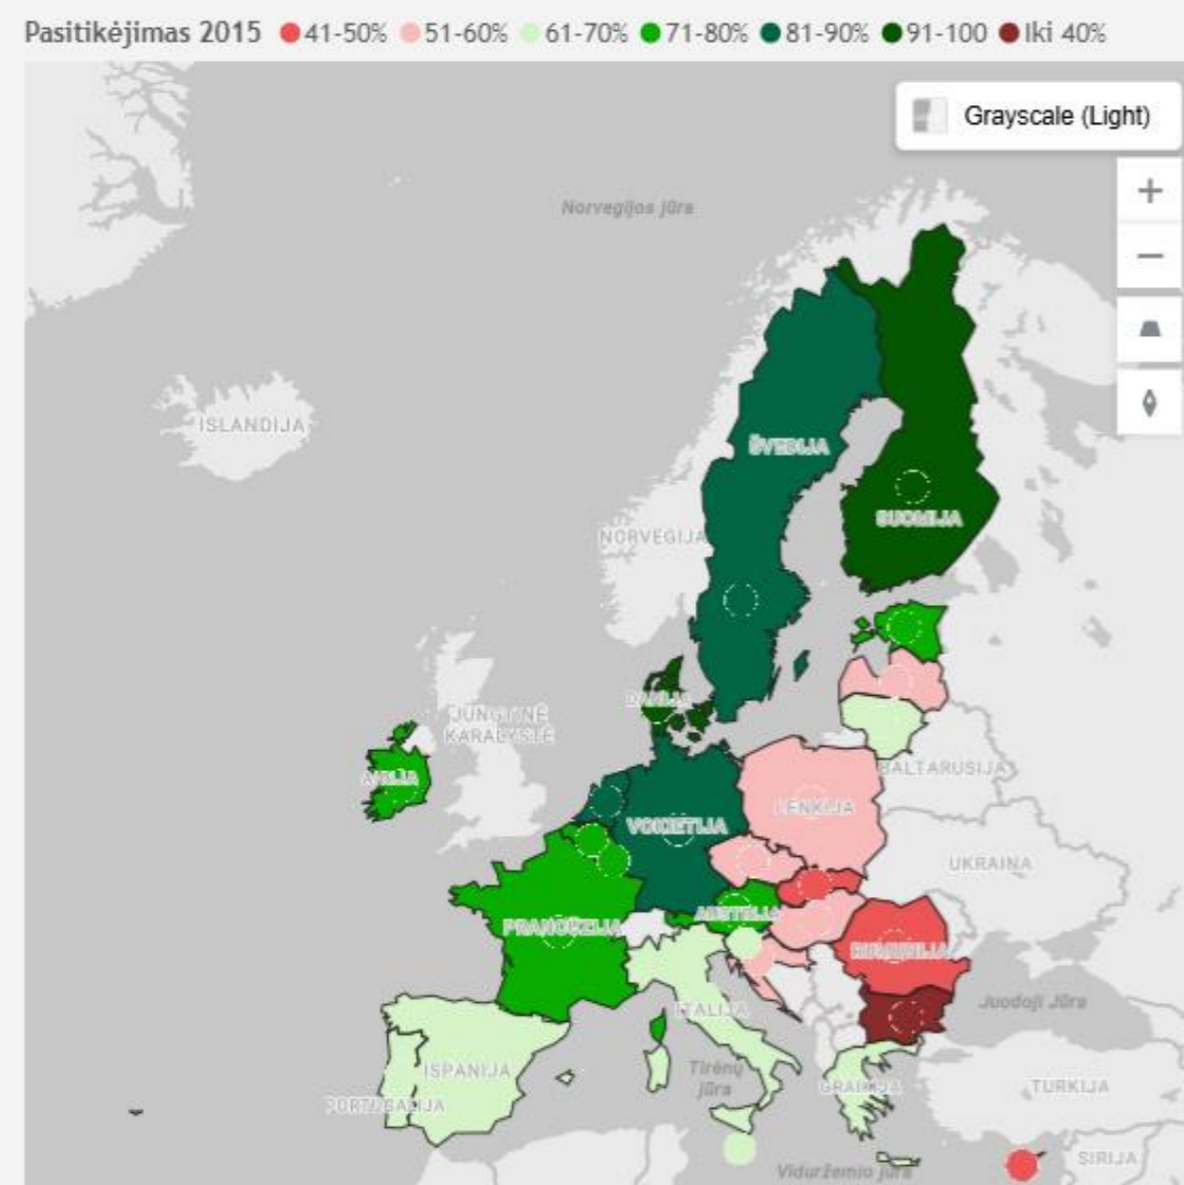 Pasitikėjimas 2015 41-50% 51-60% 61-70% 71-80% 81-90% 91-100 Iki 40%
Grayscale (Light)
Norvegijos jūra
ISLANDIJA
ŠVEDIJA
SUOMIJA
NORVEGIJA
DANIJA
JUNGTINĖ
KARALYSTĖ
AIRIJA
BALTARUSIJA
LENKIJA
VOKIETIJA
UKRAINA
PRANCŪZIJA
AUSTRIJA
RUMUNIJA
ITALIJA
Juodoji Jūra
ISPANIJA
Tirėnų
jūra
GRAIKIJA
TURKIJA
PORTUGALIJA
Viduržemio jūra
SIRIJA